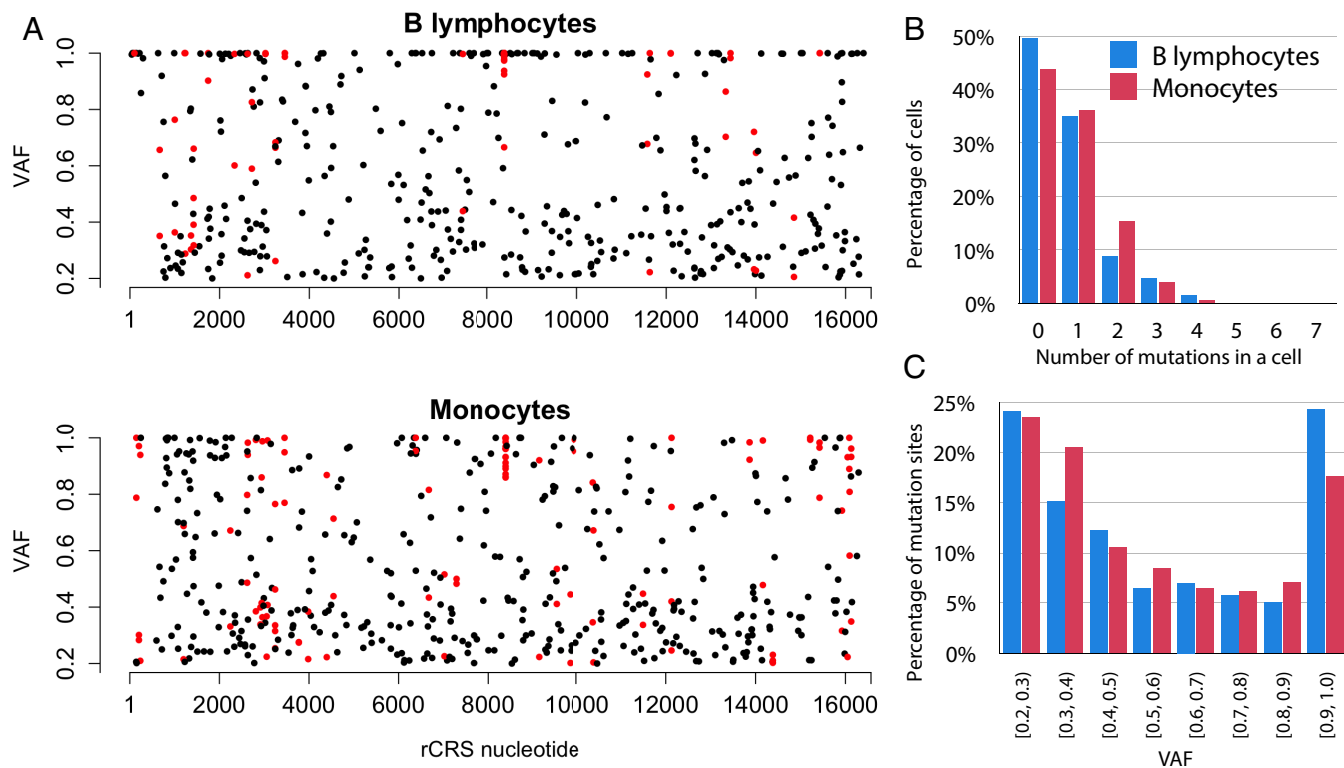 A
B lymphocytes
VAF
1.0
0.8
0.6
0.4
0.2
1 2000 4000 6000 8000 10000 12000 14000 16000
Monocytes
VAF
1.0
0.8
0.6
0.4
0.2
1 2000 4000 6000 8000 10000 12000 14000 16000
rCRS nucleotide
B
Percentage of cells
50%
40%
30%
20%
10%
0%
B lymphocytes
Monocytes
0 1 2 3 4 5 6 7
Number of mutations in a cell
C
Percentage of mutation sites
25%
20%
15%
10%
5%
0%
[0.2, 0.3)
[0.3, 0.4)
[0.4, 0.5)
[0.5, 0.6)
[0.6, 0.7)
[0.7, 0.8)
[0.8, 0.9)
[0.9, 1.0)
VAF